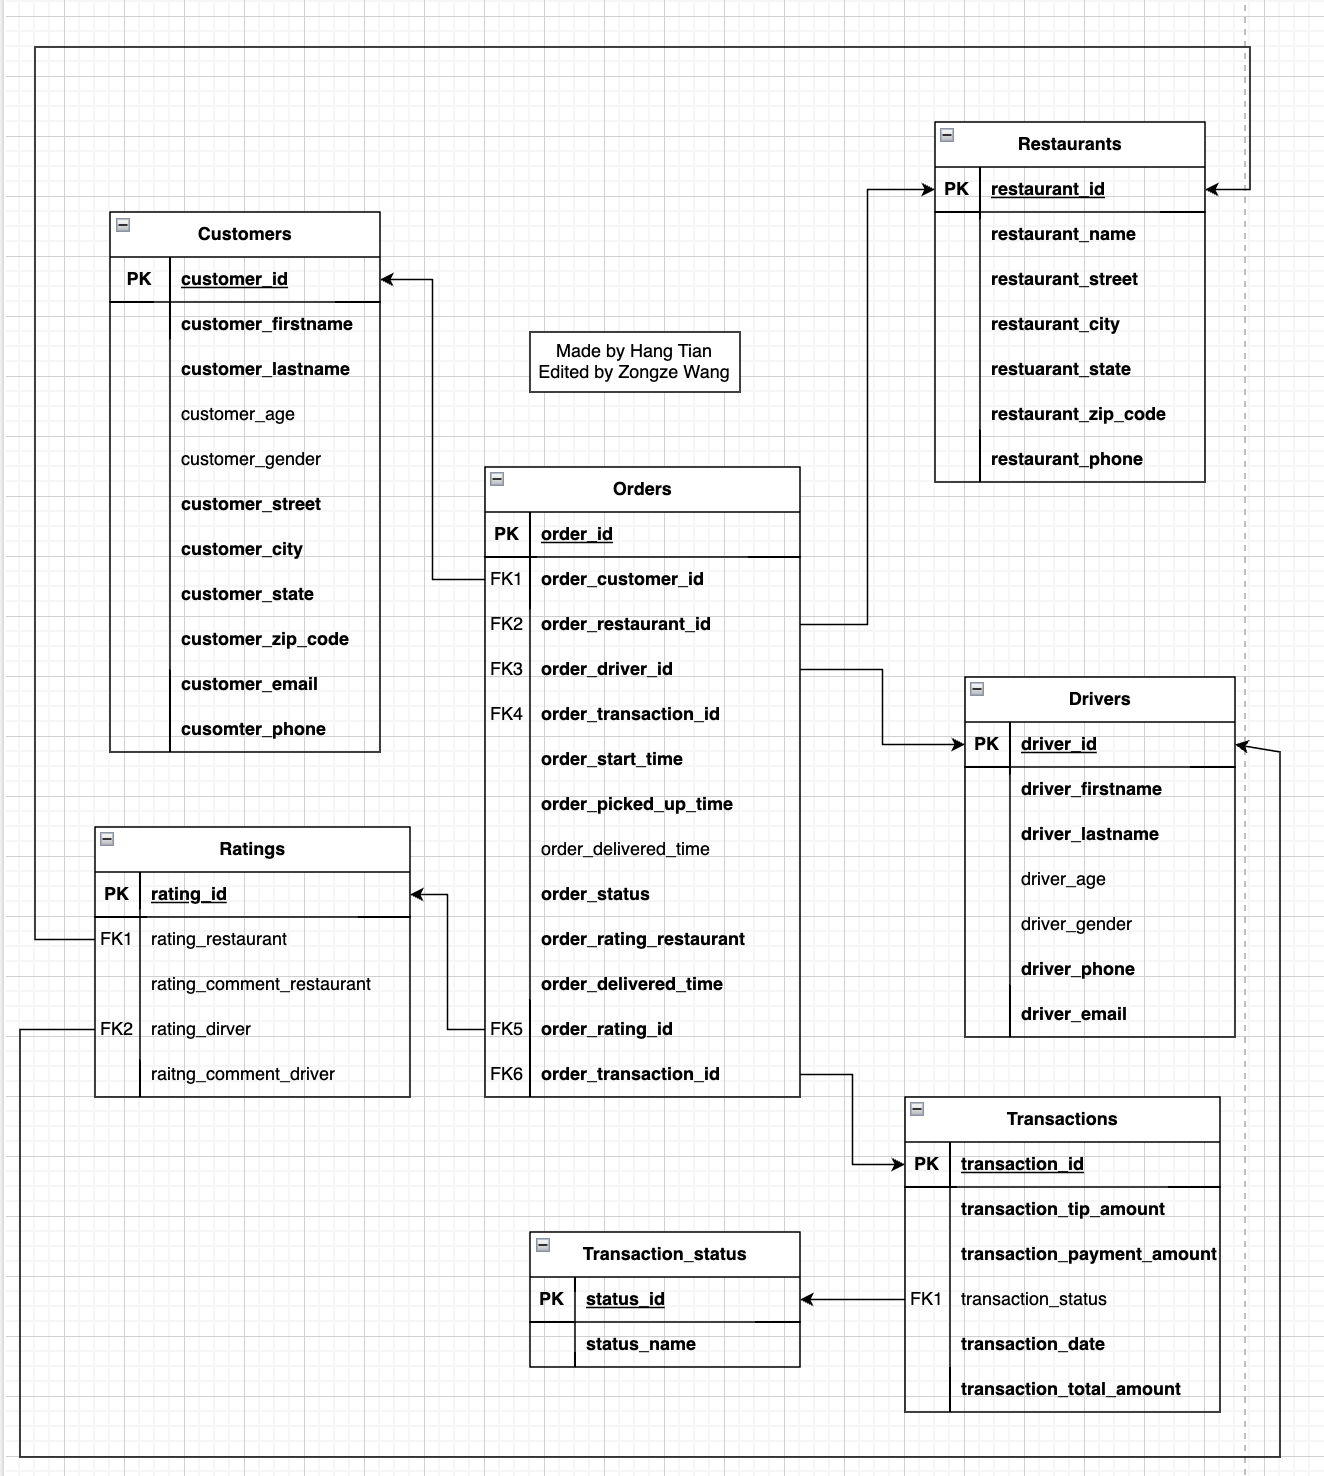 Restaurants
PK restaurant_id
restaurant_name
restaurant_street
restaurant_city
restuarant_state
restaurant_zip_code
restaurant_phone
Customers
PK customer_id
customer_firstname
customer_lastname
customer_age
customer_gender
customer_street
customer_city
customer_state
customer_zip_code
customer_email
cusomter_phone
Made by Hang Tian
Edited by Zongze Wang
Orders
PK order_id
FK1 order_customer_id
FK2 order_restaurant_id
FK3 order_driver_id
FK4 order_transaction_id
order_start_time
order_picked_up_time
order_delivered_time
order_status
order_rating_restaurant
order_delivered_time
FK5 order_rating_id
FK6 order_transaction_id
Drivers
PK driver_id
driver_firstname
driver_lastname
driver_age
driver_gender
driver_phone
driver_email
Ratings
PK rating_id
FK1 rating_restaurant
rating_comment_restaurant
FK2 rating_dirver
raitng_comment_driver
Transactions
PK transaction_id
transaction_tip_amount
transaction_payment_amount
FK1 transaction_status
transaction_date
transaction_total_amount
Transaction_status
PK status_id
status_name